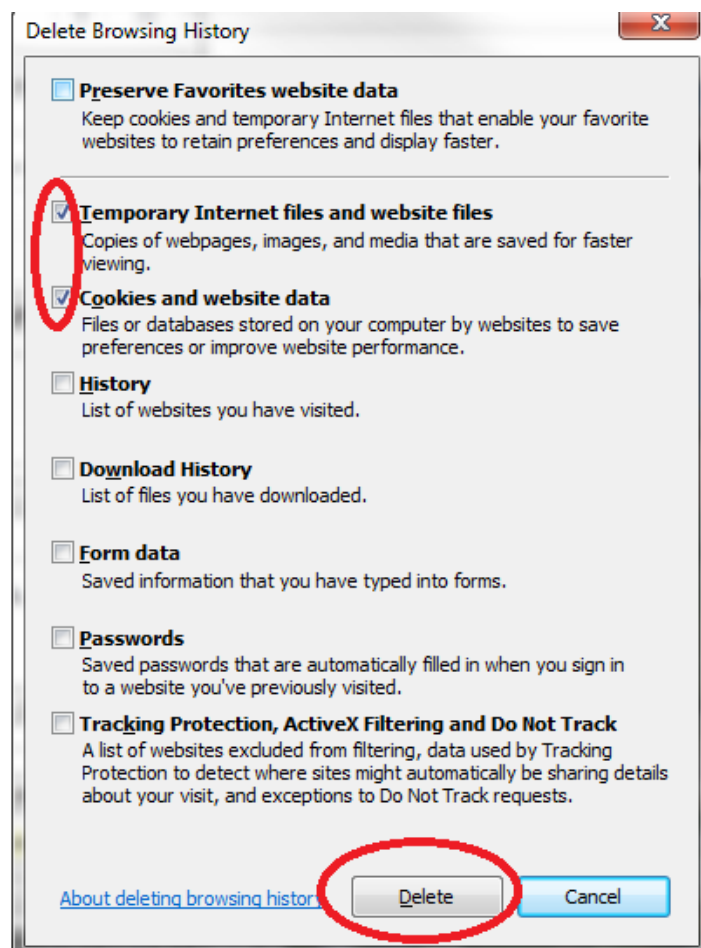 Delete Browsing History
Preserve Favorites website data
Keep cookies and temporary Internet files that enable your favorite
websites to retain preferences and display faster.
Temporary Internet files and website files
Copies of webpages, images, and media that are saved for faster
viewing.
Cookies and website data
Files or databases stored on your computer by websites to save
preferences or improve website performance.
History
List of websites you have visited.
Download History
List of files you have downloaded.
Form data
Saved information that you have typed into forms.
Passwords
Saved passwords that are automatically filled in when you sign in
to a website you've previously visited.
Tracking Protection, ActiveX Filtering and Do Not Track
A list of websites excluded from filtering, data used by Tracking
Protection to detect where sites might automatically be sharing details
about your visit, and exceptions to Do Not Track requests.
About deleting browsing history Delete Cancel